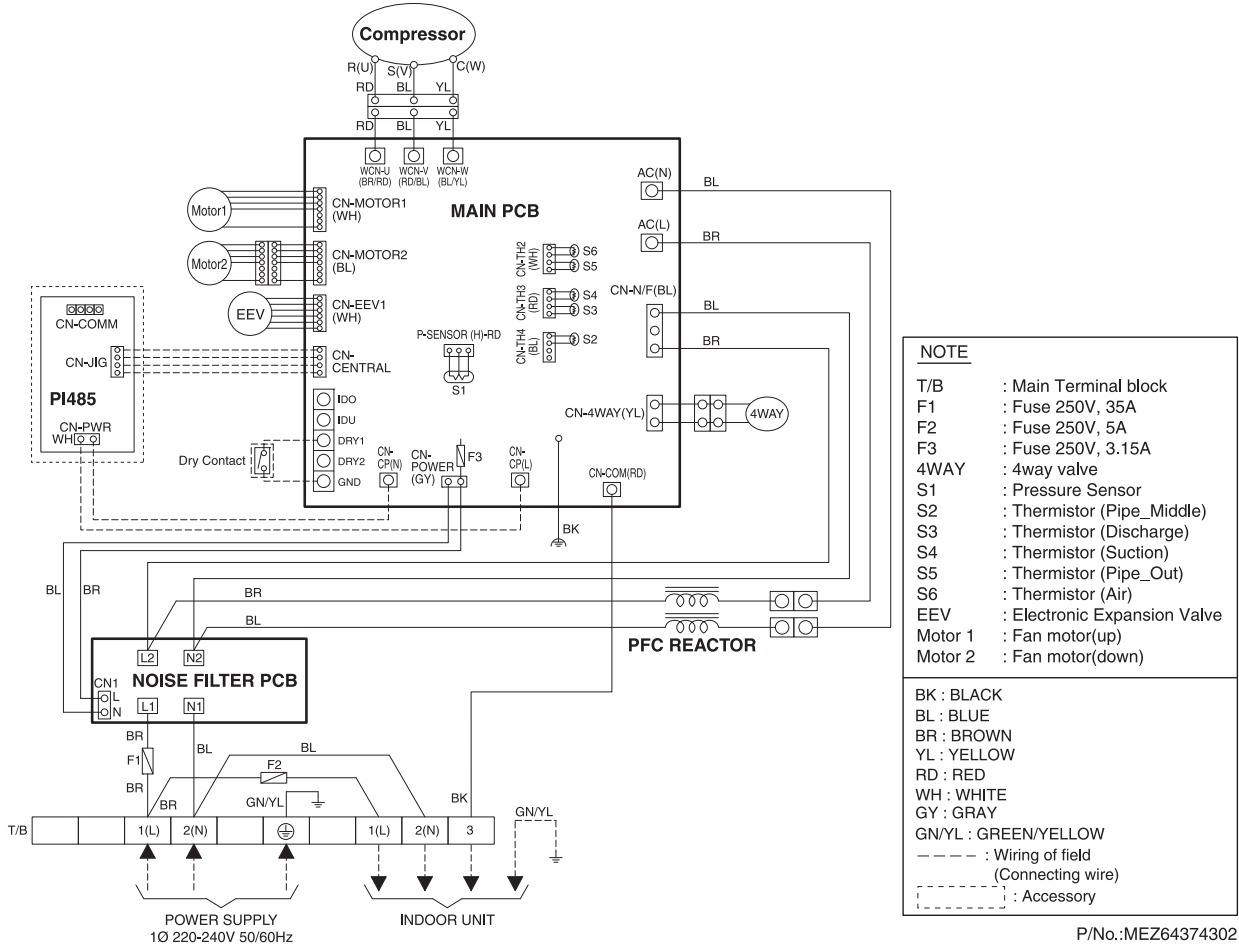 Compressor
R(U)
S(V)
C(W)
RD
BL
YL
RD
BL
YL
WCN-U
(BR/RD)
WCN-V
(RD/BL)
WCN-W
(BL/YL)
MAIN PCB
AC(N)
BL
AC(L)
BR
Motor1
CN-MOTOR1
(WH)
Motor2
CN-MOTOR2
(BL)
EEV
CN-EEV1
(WH)
CN-TH2
(WH)
S6
S5
CN-TH3
(RD)
S4
S3
CN-TH4
(BL)
S2
CN-N/F(BL)
BL
BR
P-SENSOR (H)-RD
S1
CN-COMM
CN-JIG
PI485
CN-PWR
WH
CN-
CENTRAL
IDO
IDU
DRY1
DRY2
GND
Dry Contact
CN-
CP(N)
CN-
POWER
(GY)
F3
CN-
CP(L)
CN-4WAY(YL)
4WAY
CN-COM(RD)
BK
BL
BR
BR
BL
PFC REACTOR
L2
N2
NOISE FILTER PCB
CN1
L
N
L1
N1
BR
F1
BR
BL
BL
F2
BR
GN/YL
BK
GN/YL
T/B
1(L)
2(N)
1(L)
2(N)
3
POWER SUPPLY
1Ø 220-240V 50/60Hz
INDOOR UNIT
NOTE
T/B : Main Terminal block
F1 : Fuse 250V, 35A
F2 : Fuse 250V, 5A
F3 : Fuse 250V, 3.15A
4WAY : 4way valve
S1 : Pressure Sensor
S2 : Thermistor (Pipe_Middle)
S3 : Thermistor (Discharge)
S4 : Thermistor (Suction)
S5 : Thermistor (Pipe_Out)
S6 : Thermistor (Air)
EEV : Electronic Expansion Valve
Motor 1 : Fan motor(up)
Motor 2 : Fan motor(down)
BK : BLACK
BL : BLUE
BR : BROWN
YL : YELLOW
RD : RED
WH : WHITE
GY : GRAY
GN/YL : GREEN/YELLOW
: Wiring of field
(Connecting wire)
: Accessory
P/No.:MEZ64374302